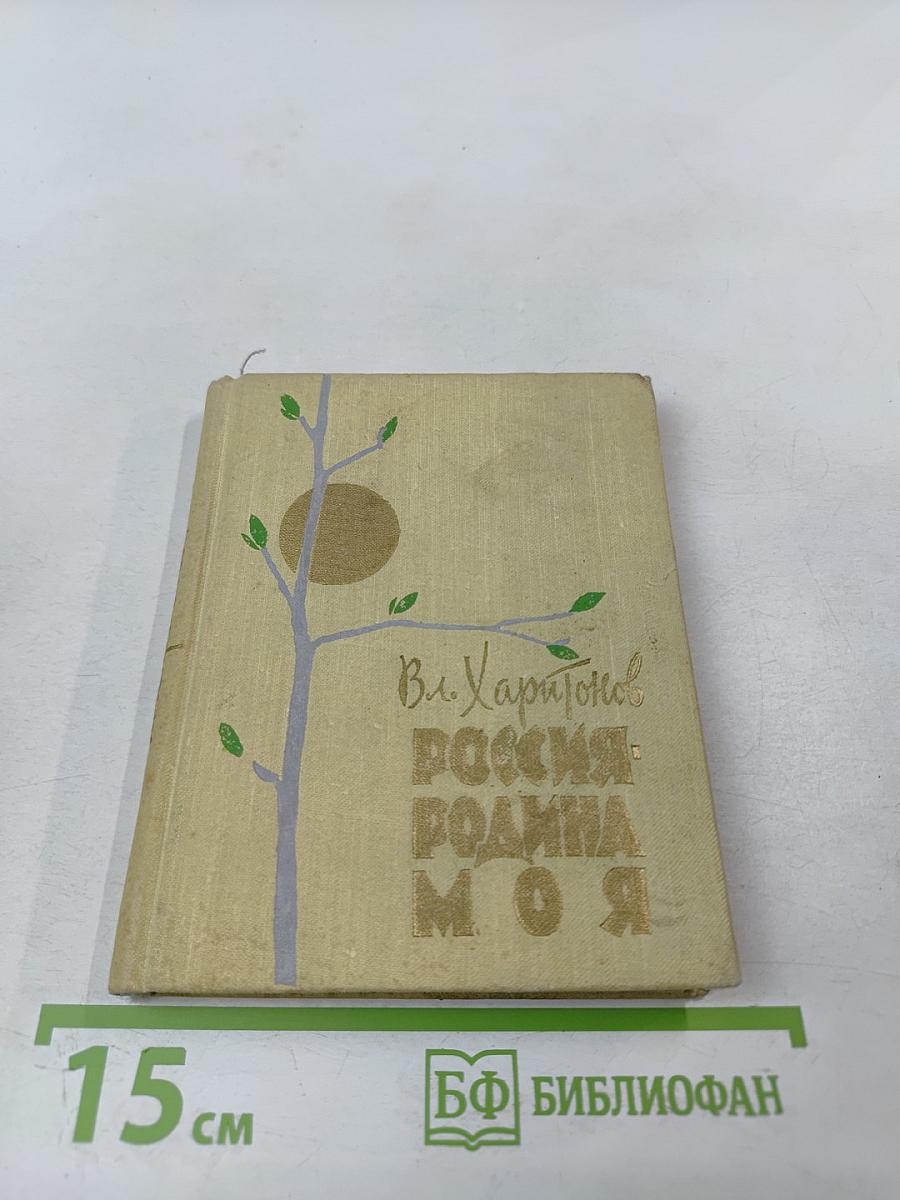 Вл. Харитонов
РОССИЯ-
РОДИНА
МОЯ
15 см
БФ БИБЛИОФАН